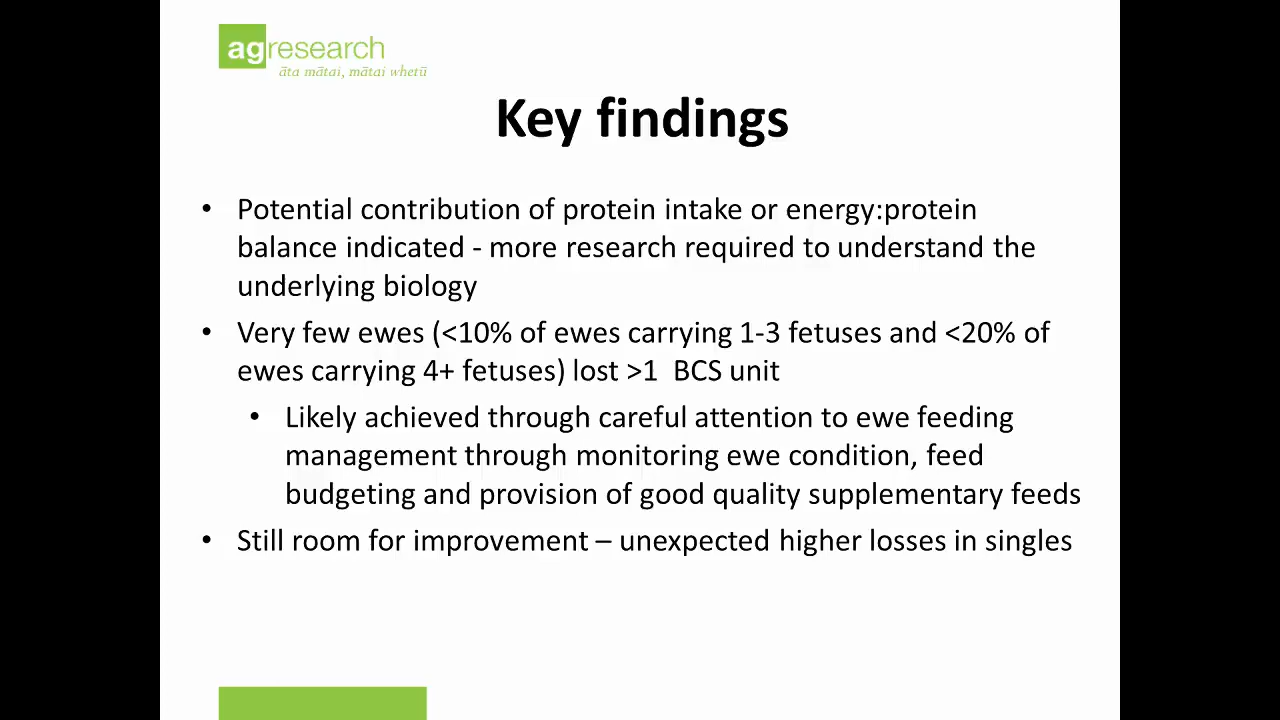 agresearch
āta mātai, mātai whetū
Key findings
• Potential contribution of protein intake or energy:protein
balance indicated - more research required to understand the
underlying biology
• Very few ewes (<10% of ewes carrying 1-3 fetuses and <20% of
ewes carrying 4+ fetuses) lost >1  BCS unit
• Likely achieved through careful attention to ewe feeding
management through monitoring ewe condition, feed
budgeting and provision of good quality supplementary feeds
• Still room for improvement – unexpected higher losses in singles